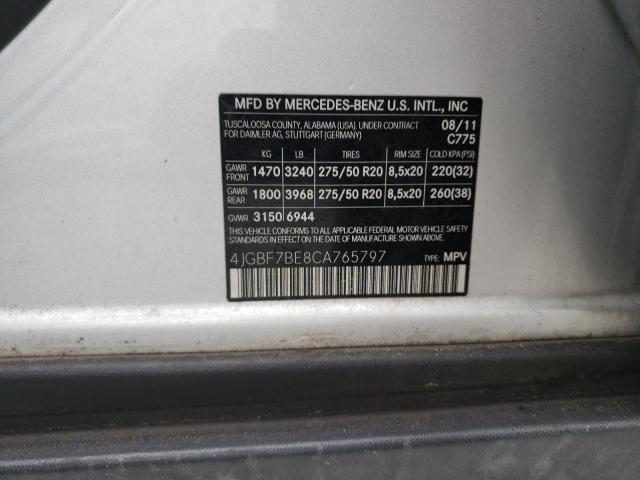 MFD BY MERCEDES-BENZ U.S. INTL., INC
TUSCALOOSA COUNTY, ALABAMA (USA). UNDER CONTRACT 08/11
FOR DAIMLER AG, STUTTGART (GERMANY) C775
KG LB TIRES RIM SIZE COLD KPA (PSI)
GAWR FRONT 1470 3240 275/50 R20 8,5x20 220(32)
GAWR REAR 1800 3968 275/50 R20 8,5x20 260(38)
GVWR 3150 6944
THIS VEHICLE CONFORMS TO ALL
APPLICABLE FEDERAL MOTOR VEHICLE
SAFETY STANDARDS IN EFFECT ON THE
DATE OF MANUFACTURE SHOWN ABOVE.
4JGBF7BE8CA765797 TYPE: MPV